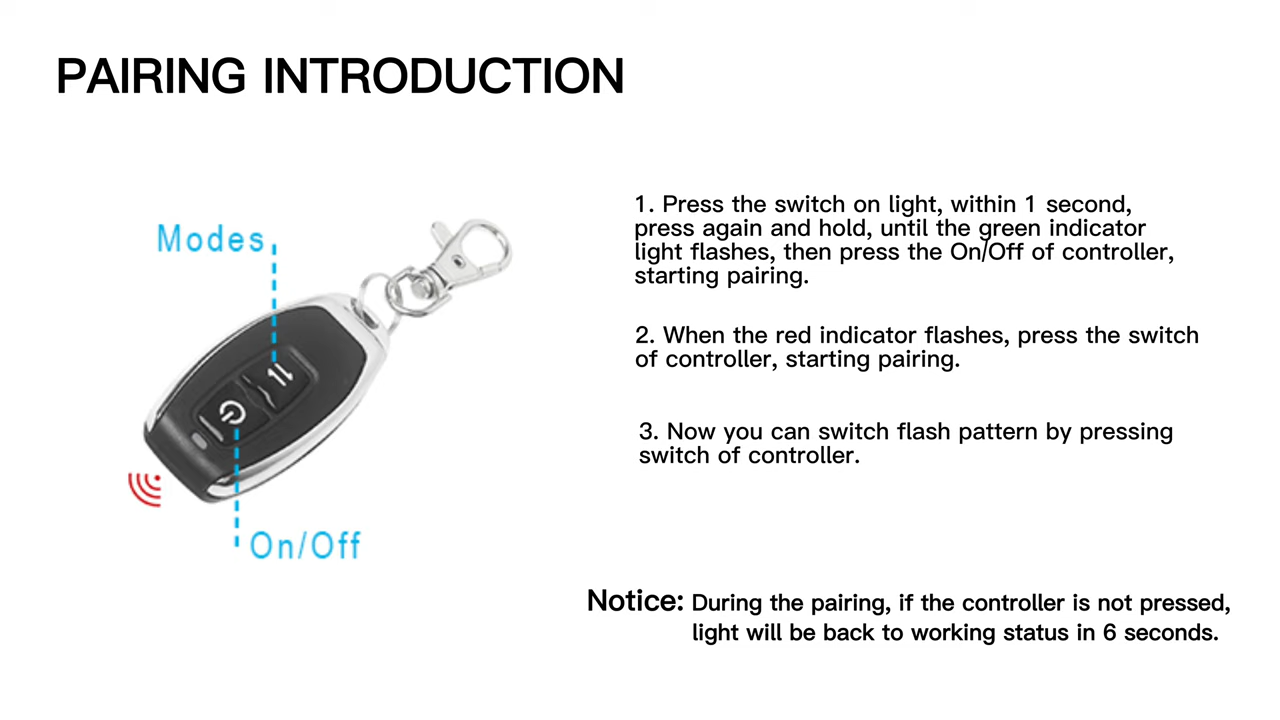 PAIRING INTRODUCTION
Modes
On/Off
1. Press the switch on light, within 1 second,
press again and hold, until the green indicator
light flashes, then press the On/Off of controller,
starting pairing.
2. When the red indicator flashes, press the switch
of controller, starting pairing.
3. Now you can switch flash pattern by pressing
switch of controller.
Notice: During the pairing, if the controller is not pressed,
light will be back to working status in 6 seconds.